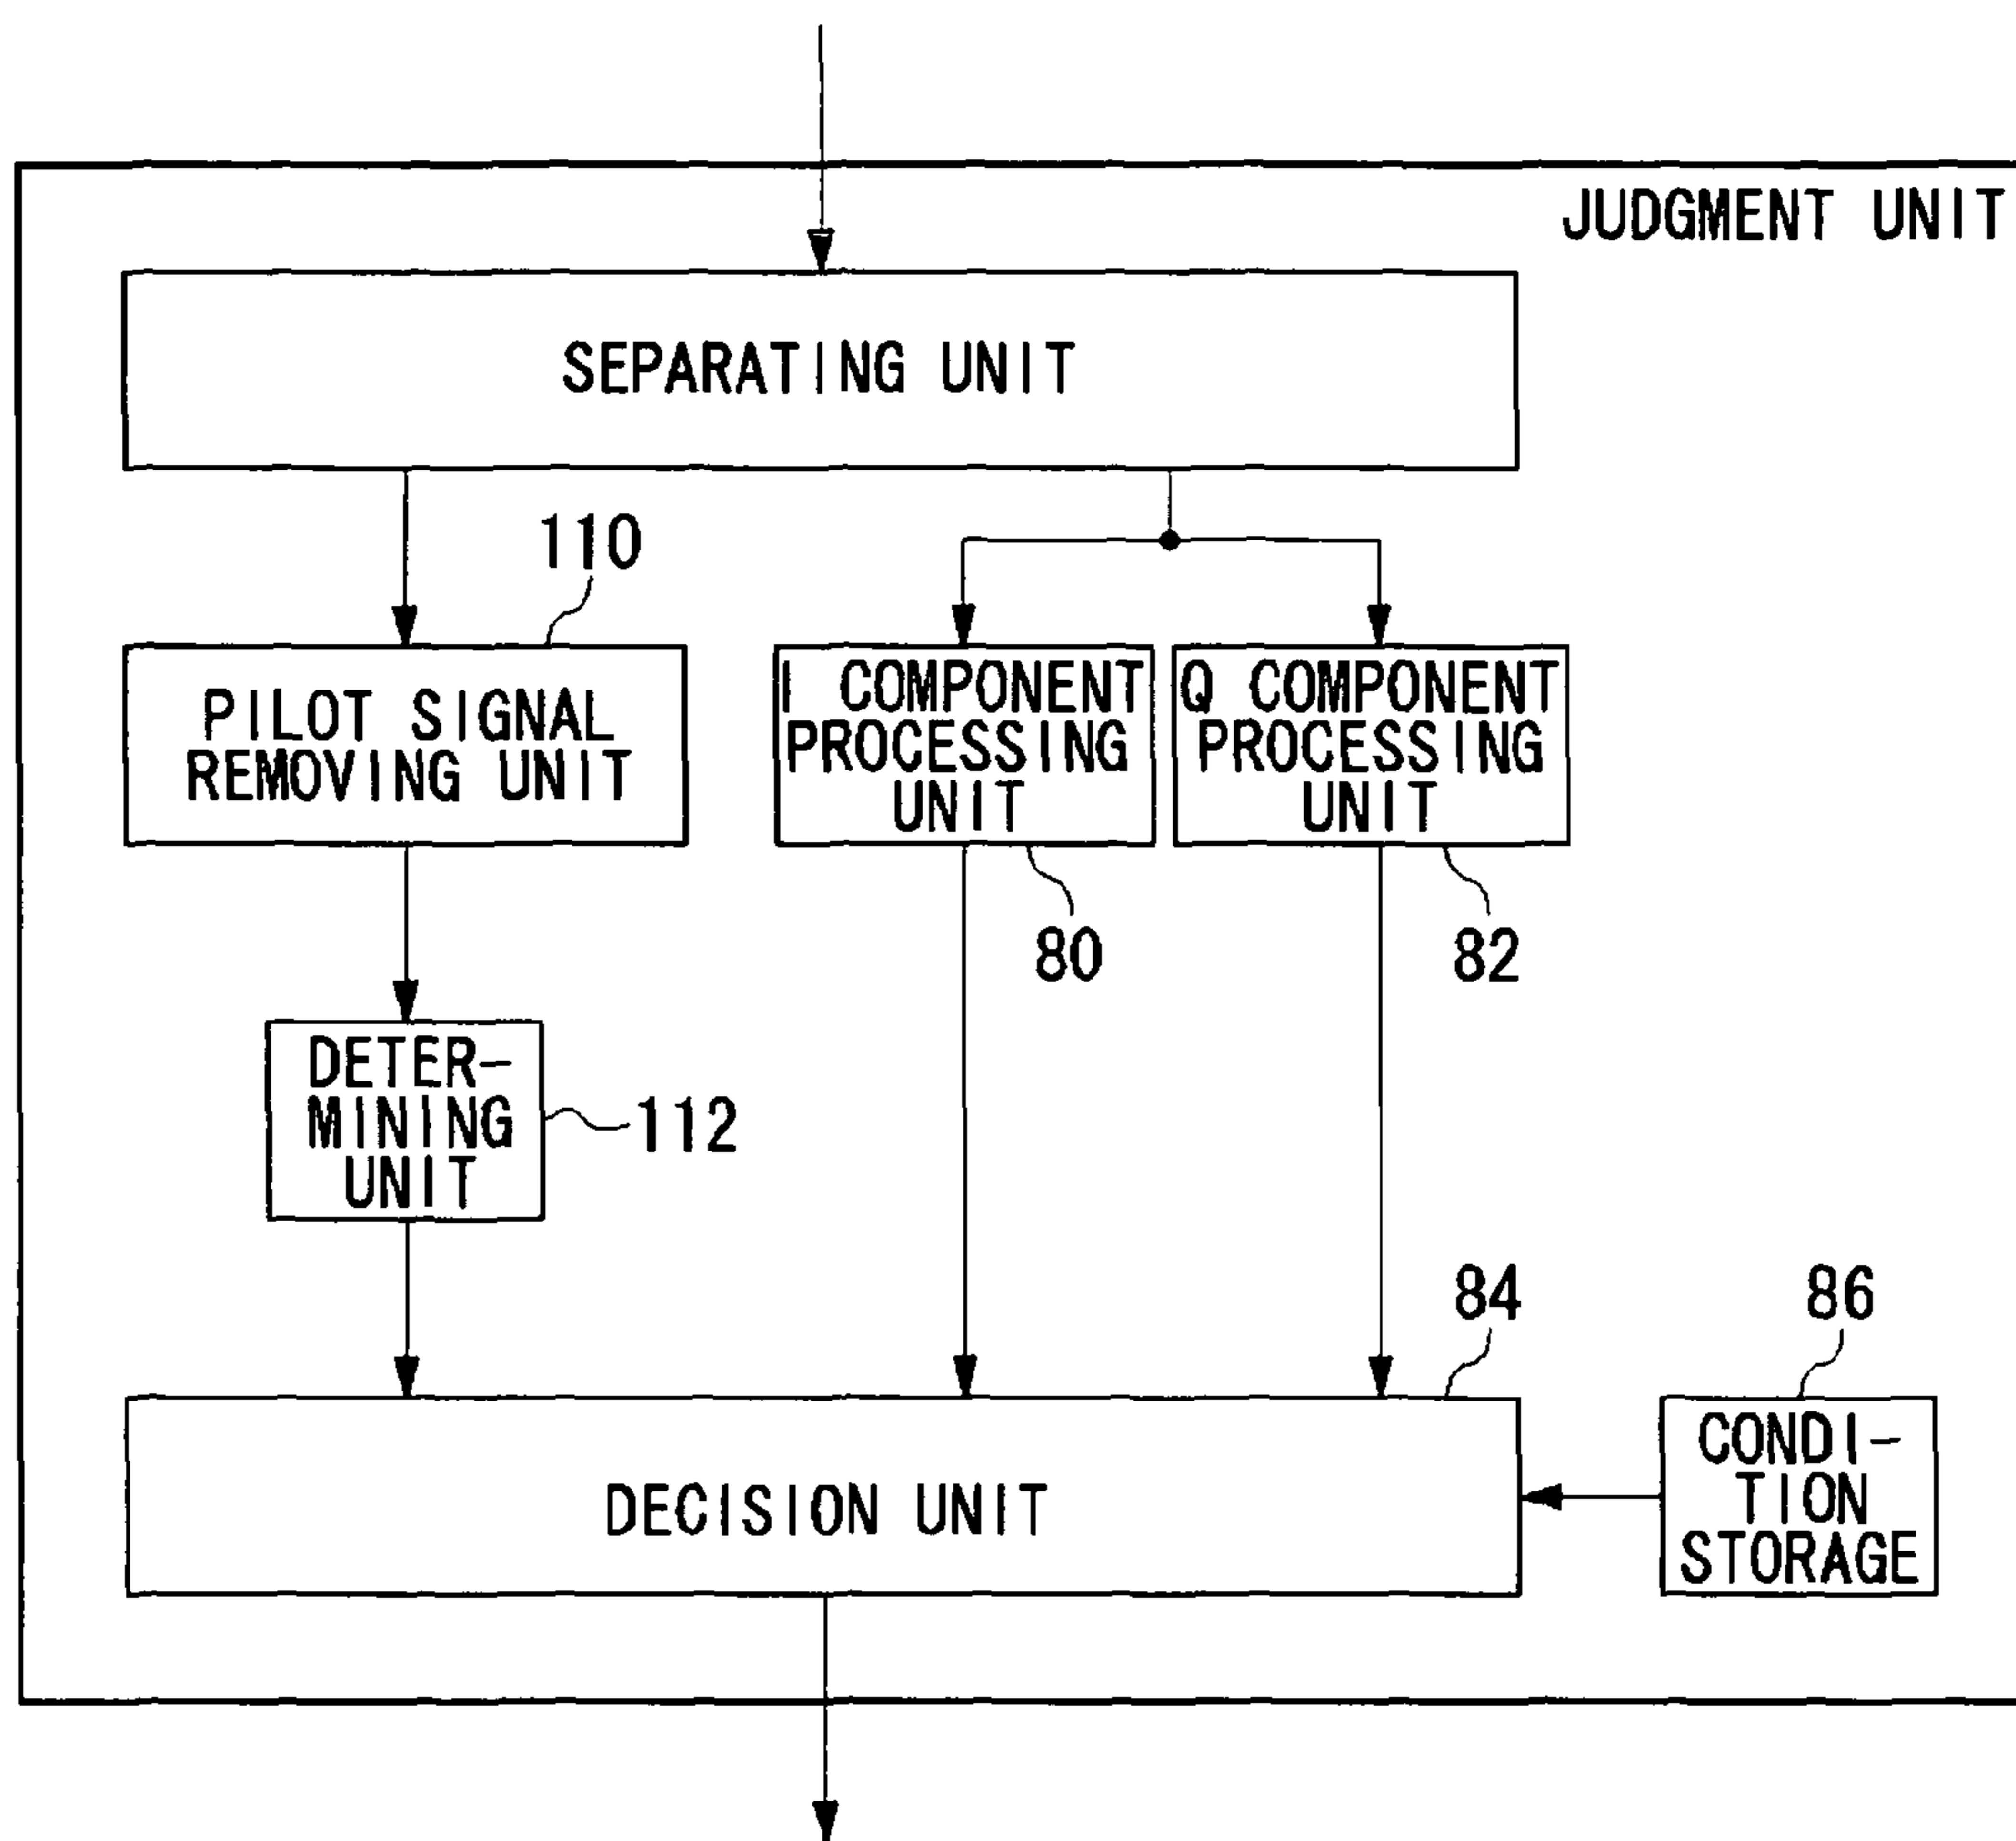 JUDGMENT UNIT
SEPARATING UNIT
110
PILOT SIGNAL
REMOVING UNIT
I COMPONENT
PROCESSING
UNIT
Q COMPONENT
PROCESSING
UNIT
80
82
DETER-
MINING
UNIT
112
84
86
DECISION UNIT
CONDI-
TION
STORAGE